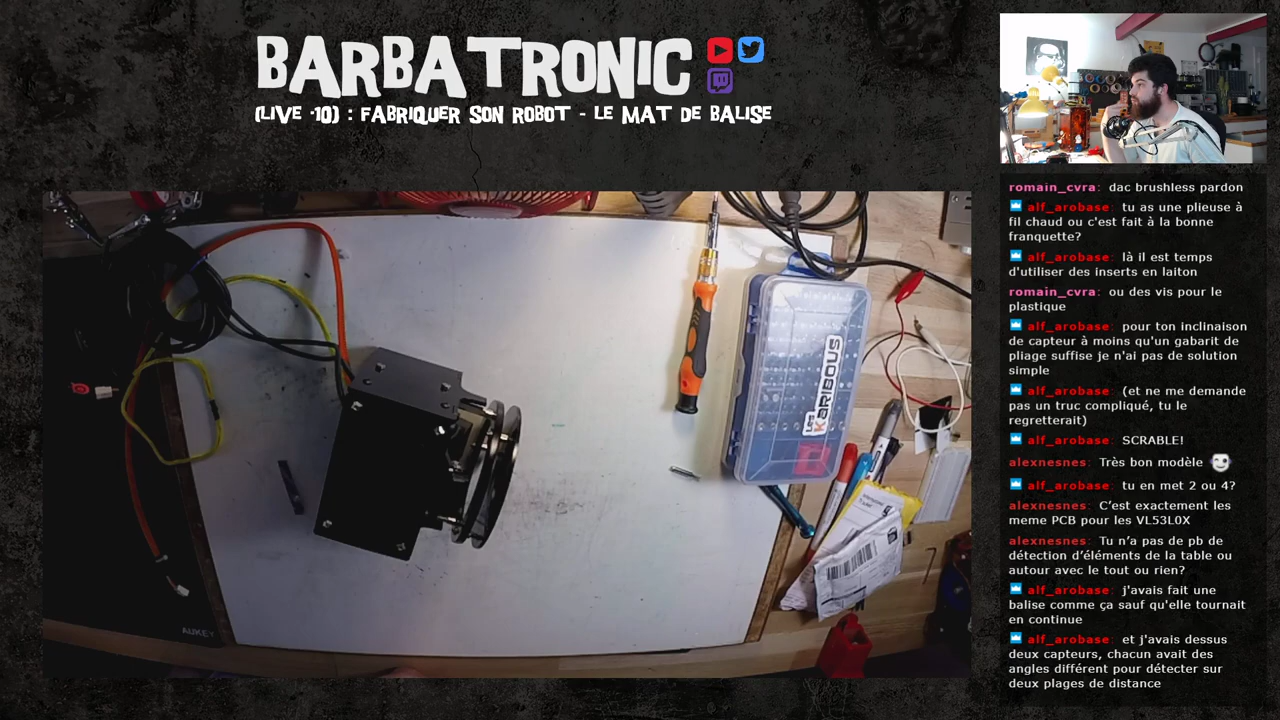 BARBATRONIC
(LIVE -10) : FABRIQUER SON ROBOT - LE MAT DE BALISE
romain_cvra: dac brushless pardon
alf_arobase: tu as une plieuse à
fil chaud ou c'est fait à la bonne
franquette?
alf_arobase: là il est temps
d'utiliser des inserts en laiton
romain_cvra: ou des vis pour le
plastique
alf_arobase: pour ton inclinaison
de capteur à moins qu'un gabarit de
pliage suffise je n'ai pas de solution
simple
alf_arobase: (et ne me demande
pas un truc compliqué, tu le
regretterait)
alf_arobase: SCRABLE!
alexnesnes: Très bon modèle
alf_arobase: tu en met 2 ou 4?
alexnesnes: C'est exactement les
meme PCB pour les VL53L0X
alexnesnes: Tu n'a pas de pb de
détection d'éléments de la table ou
autour avec le tout ou rien?
alf_arobase: j'avais fait une
balise comme ça sauf qu'elle tournait
en continue
alf_arobase: et j'avais dessus
deux capteurs, chacun avait des
angles différent pour détecter sur
deux plages de distance
LES
KARIBOUS
AUKEY